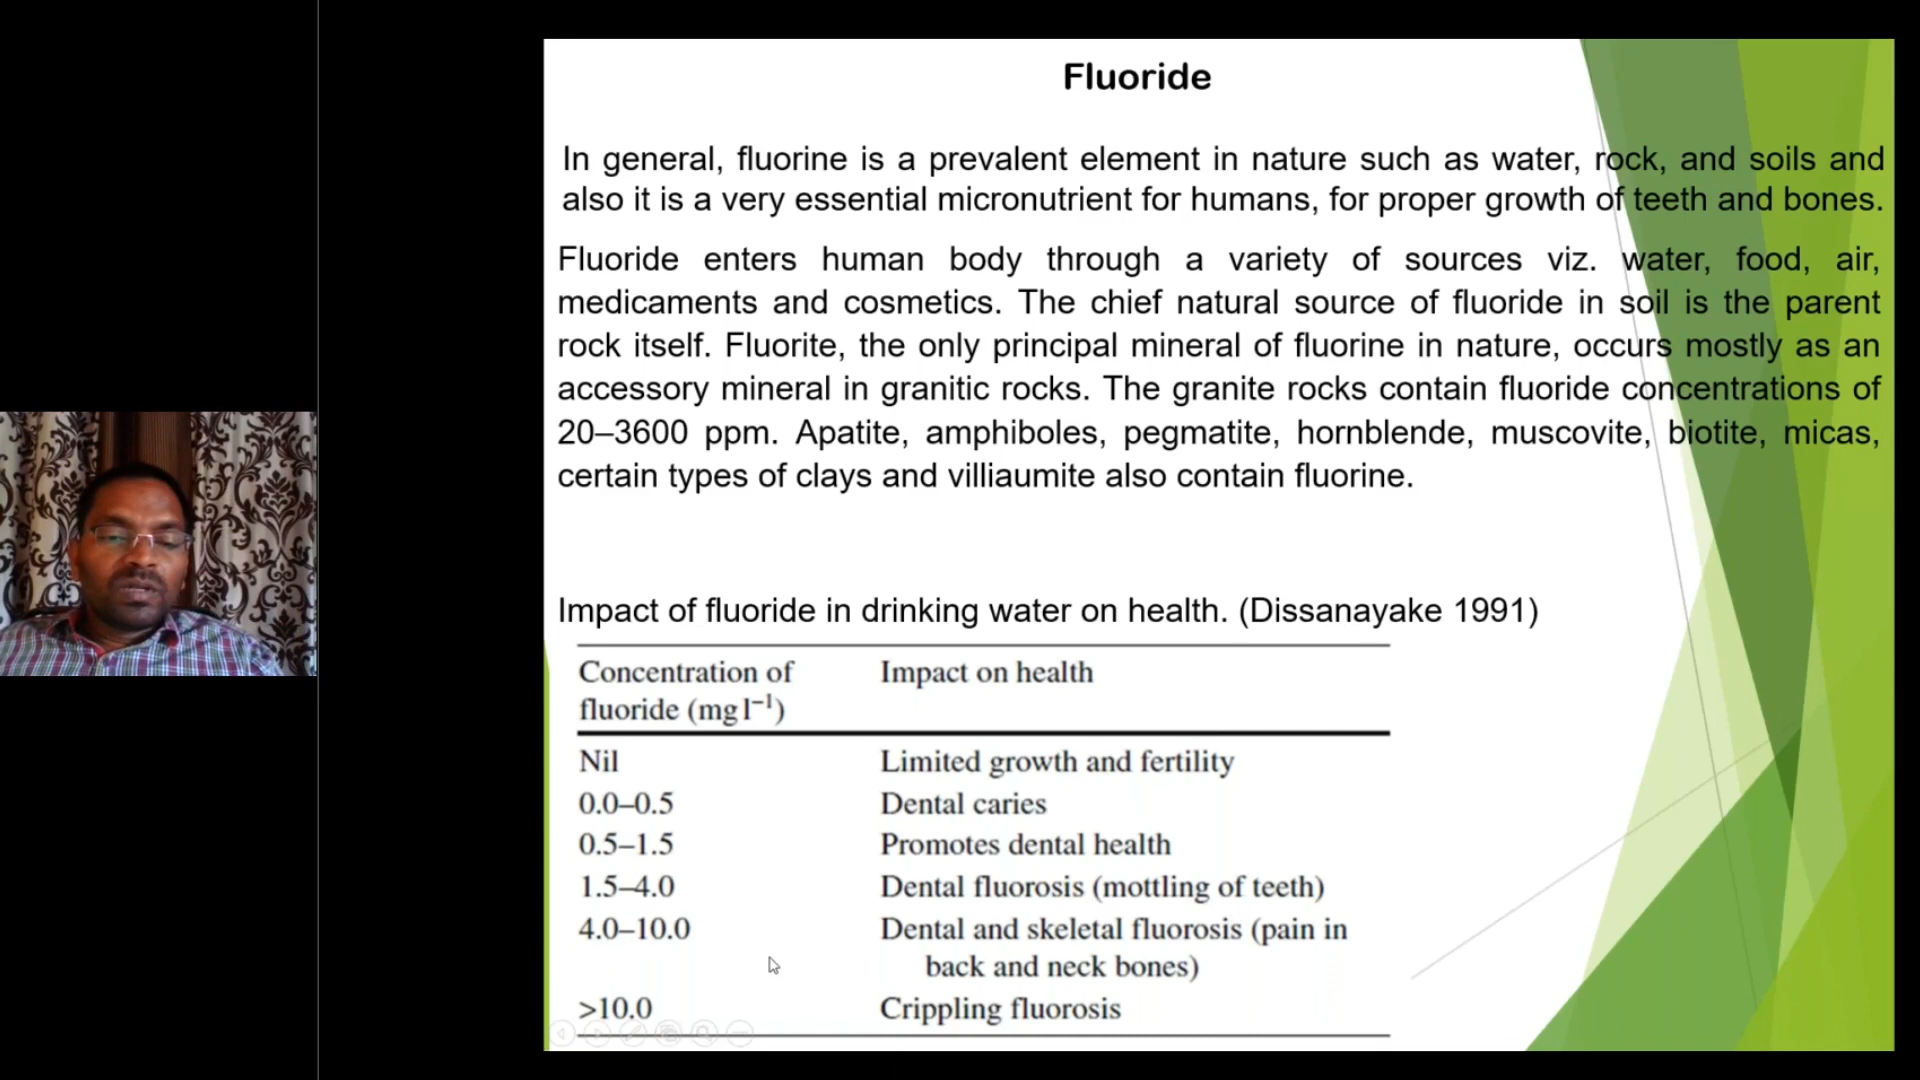 Fluoride
In general, fluorine is a prevalent element in nature such as water, rock, and soils and
also it is a very essential micronutrient for humans, for proper growth of teeth and bones.
Fluoride enters human body through a variety of sources viz. water, food, air,
medicaments and cosmetics. The chief natural source of fluoride in soil is the parent
rock itself. Fluorite, the only principal mineral of fluorine in nature, occurs mostly as an
accessory mineral in granitic rocks. The granite rocks contain fluoride concentrations of
20–3600 ppm. Apatite, amphiboles, pegmatite, hornblende, muscovite, biotite, micas,
certain types of clays and villiaumite also contain fluorine.
Impact of fluoride in drinking water on health. (Dissanayake 1991)
Concentration of Impact on health
fluoride (mg l⁻¹)
Nil Limited growth and fertility
0.0–0.5 Dental caries
0.5–1.5 Promotes dental health
1.5–4.0 Dental fluorosis (mottling of teeth)
4.0–10.0 Dental and skeletal fluorosis (pain in
back and neck bones)
>10.0 Crippling fluorosis